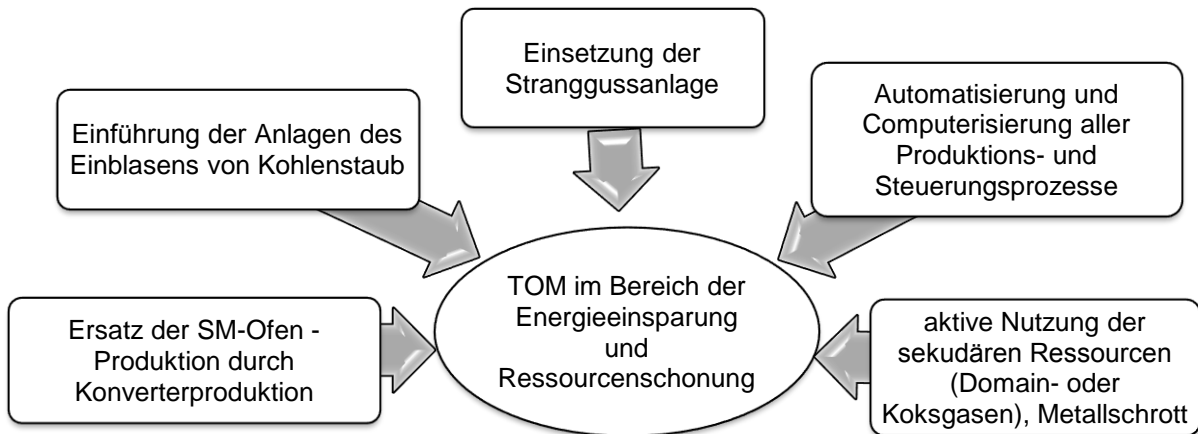 Einsetzung der
Stranggussanlage
Einführung der Anlagen des
Einblasens von Kohlenstaub
Automatisierung und
Computerisierung aller
Produktions- und
Steuerungsprozesse
TOM im Bereich der
Energieeinsparung
und
Ressourcenschonung
Ersatz der SM-Ofen -
Produktion durch
Konverterproduktion
aktive Nutzung der
sekudären Ressourcen
(Domain- oder
Koksgasen), Metallschrott